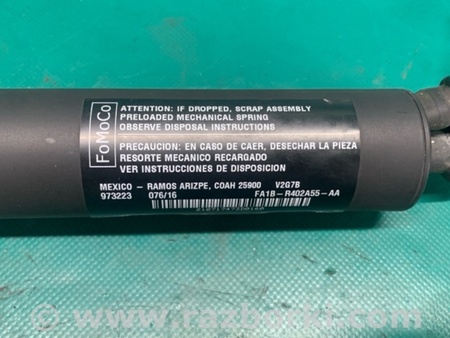 FoMoCo
ATTENTION: IF DROPPED, SCRAP ASSEMBLY
PRELOADED MECHANICAL SPRING
OBSERVE DISPOSAL INSTRUCTIONS
PRECAUCION: EN CASO DE CAER, DESECHAR LA PIEZA
RESORTE MECANICO RECARGADO
VER INSTRUCCIONES DE DISPOSICION
MEXICO - RAMOS ARIZPE, COAH 25900 V2G7B
973223 076/16 FA1B-R402A55-AA
© www.razborki.com